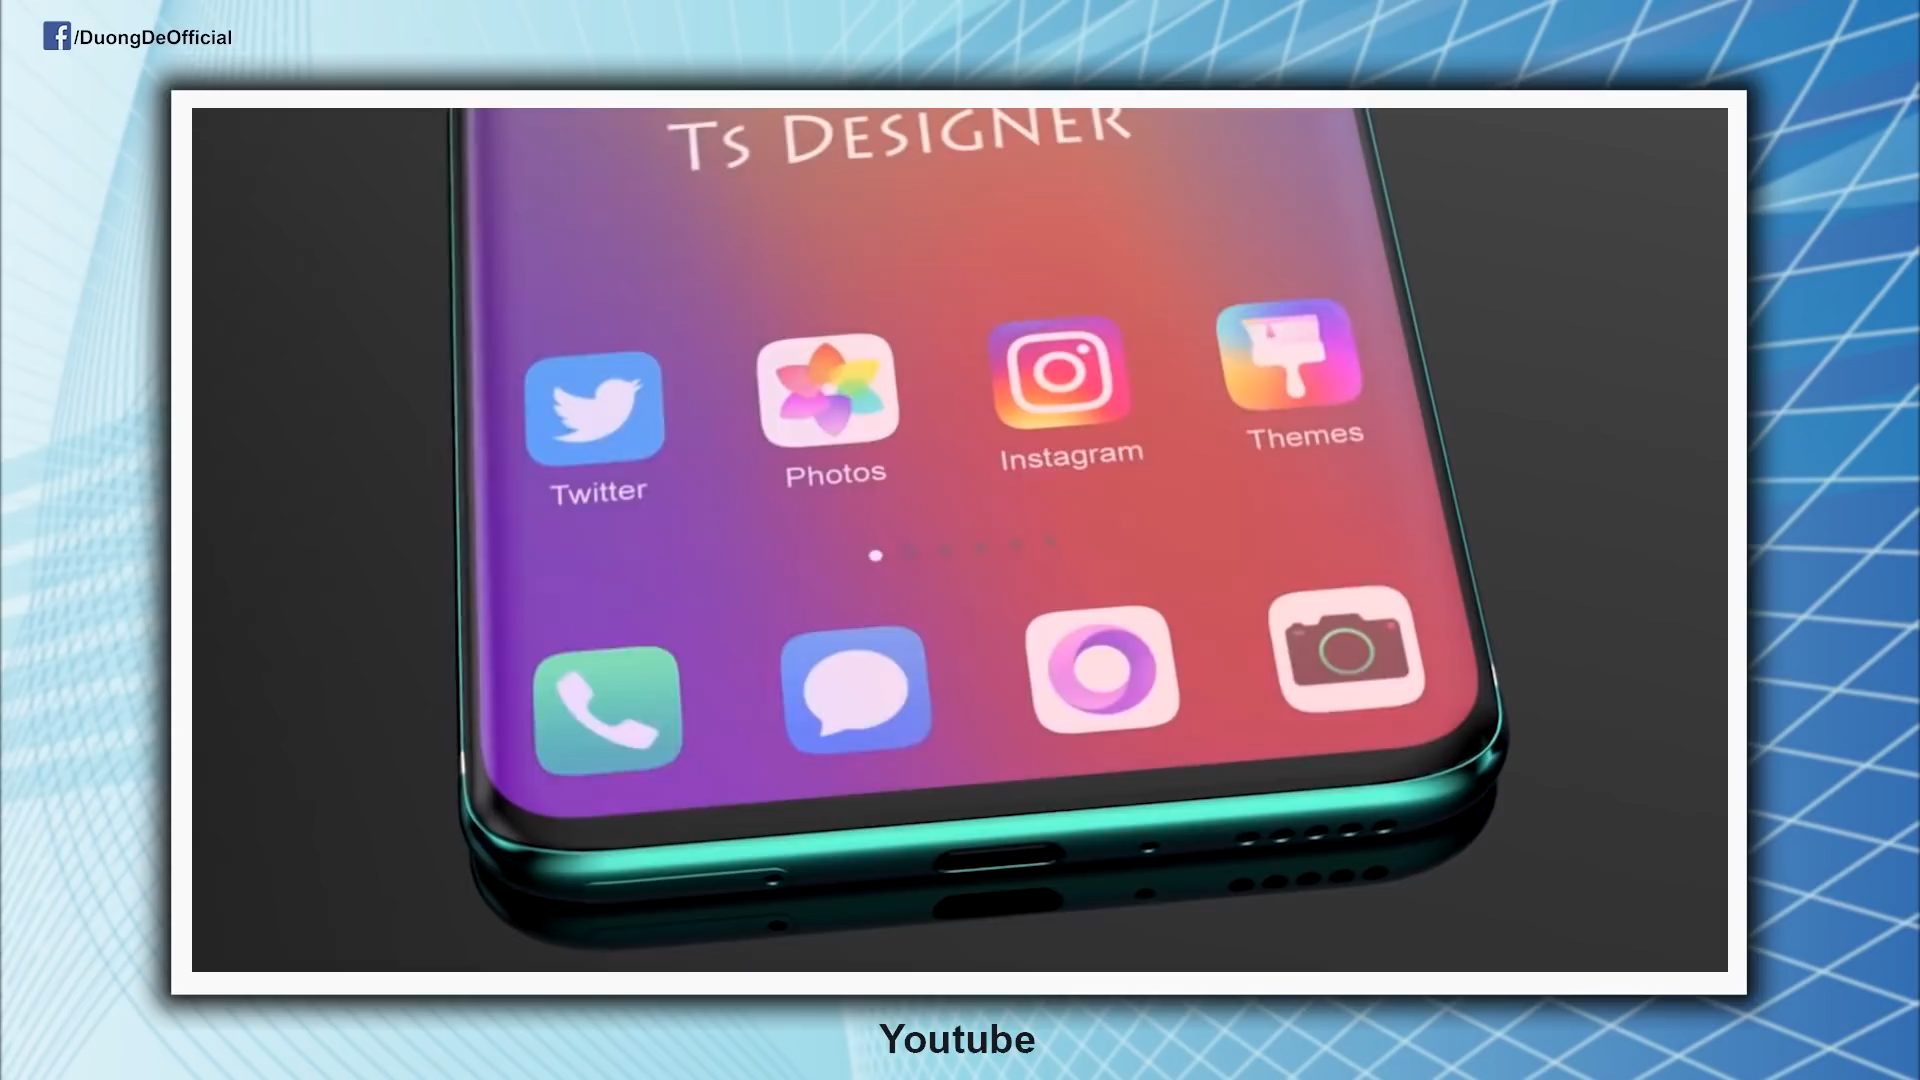 /DuongDeOfficial
Ts Designer
Twitter
Photos
Instagram
Themes
Youtube